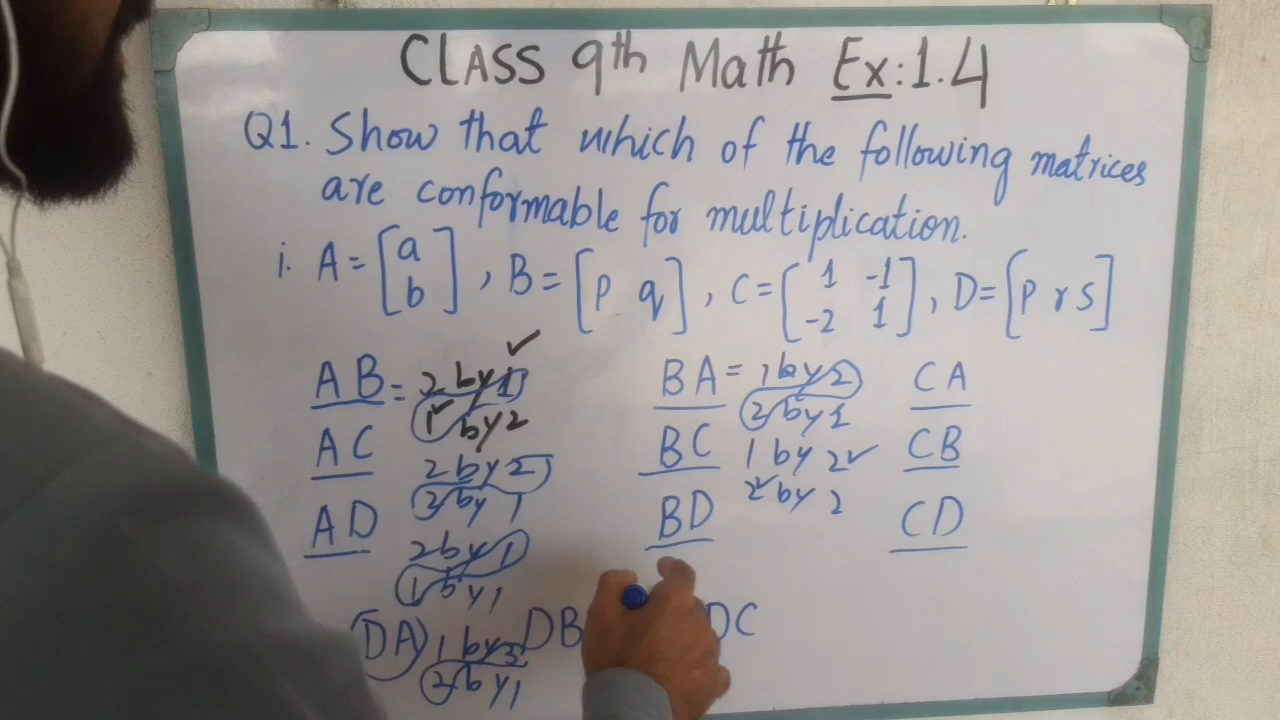 CLASS 9th Math Ex:1.4
Q1. Show that which of the following matrices
are conformable for multiplication.
i. A = [a b], B = [p q], C = [1 -1 -2 1], D = [p r s]
AB = 2 by 1
1 by 2
AC 2 by 2
2 by 1
AD 2 by 1
1 by 1
DA 1 by 3
2 by 1
BA = 1 by 2
2 by 1
BC 1 by 2
2 by 2
BD
DB
DC
CA
CB
CD